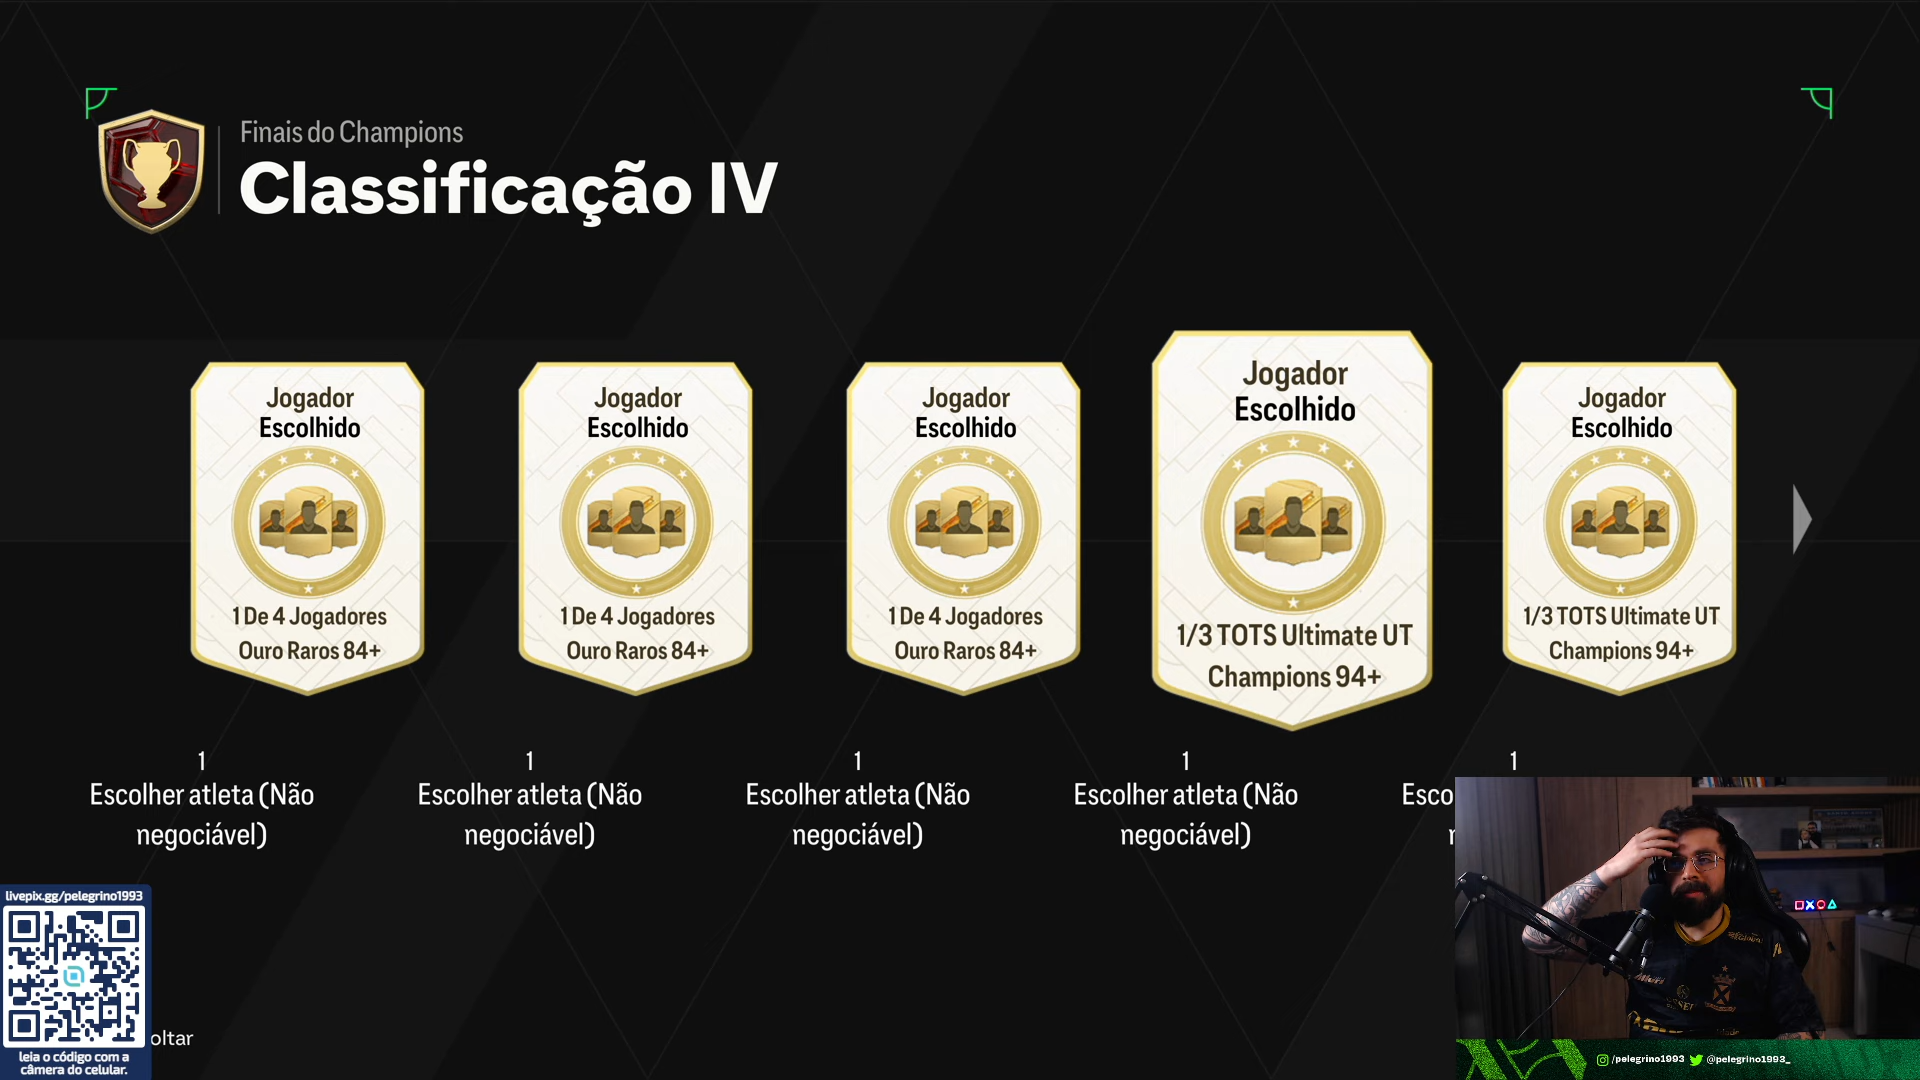 Finais do Champions
Classificação IV
Jogador
Escolhido
1 De 4 Jogadores
Ouro Raros 84+
Jogador
Escolhido
1 De 4 Jogadores
Ouro Raros 84+
Jogador
Escolhido
1 De 4 Jogadores
Ouro Raros 84+
Jogador
Escolhido
1/3 TOTS Ultimate UT
Champions 94+
Jogador
Escolhido
1/3 TOTS Ultimate UT
Champions 94+
1
Escolher atleta (Não
negociável)
1
Escolher atleta (Não
negociável)
1
Escolher atleta (Não
negociável)
1
Escolher atleta (Não
negociável)
1
Esco
livepix.gg/pelegrino1993
leia o código com a
câmera do celular.
oltar
/pelegrino1993
@pelegrino1993_